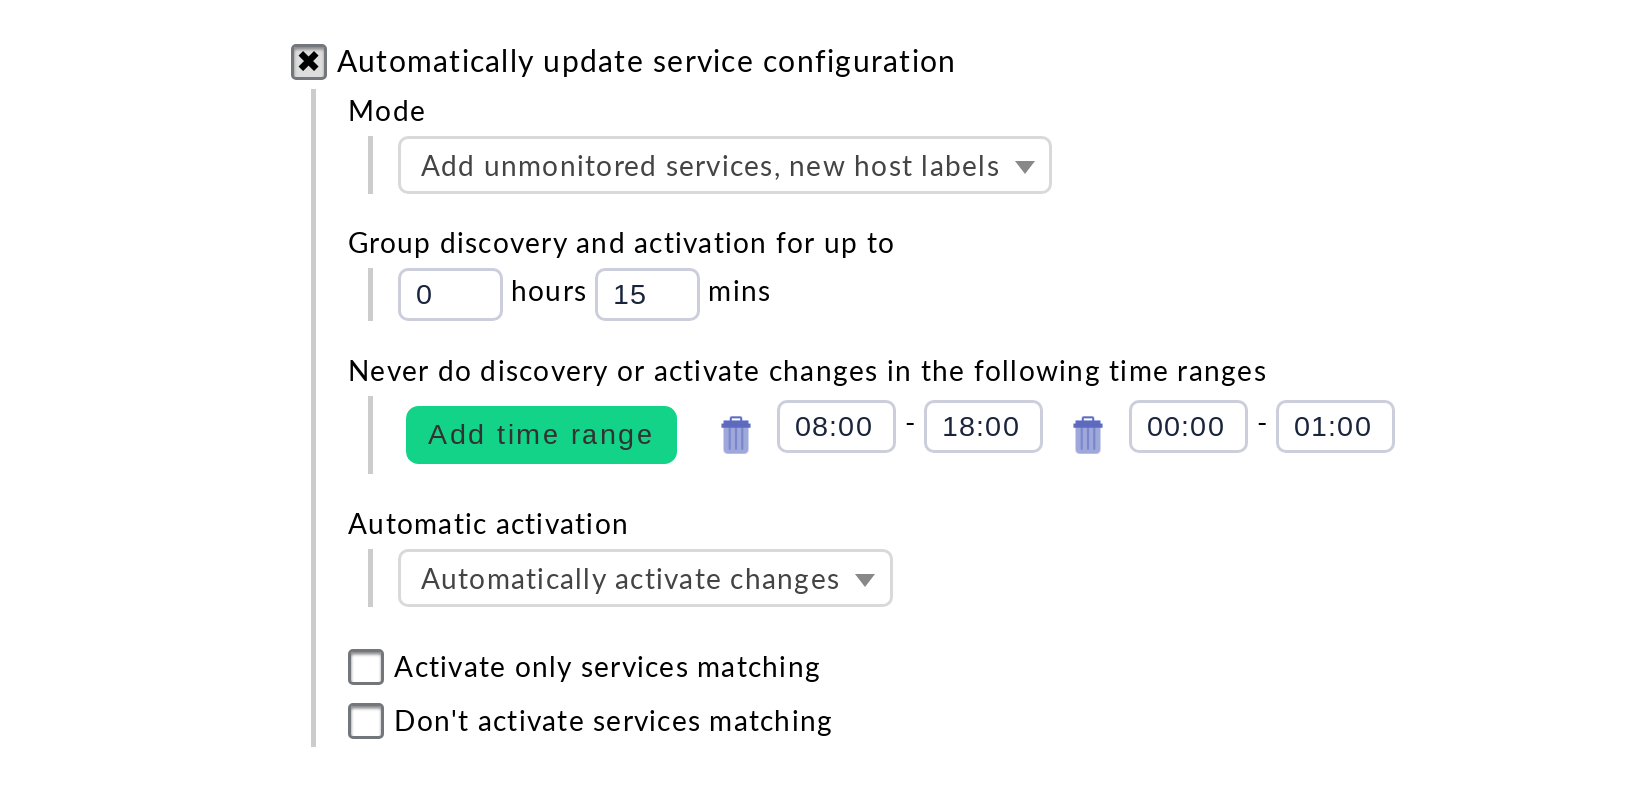 Automatically update service configuration
Mode
Add unmonitored services, new host labels
Group discovery and activation for up to
0 hours 15 mins
Never do discovery or activate changes in the following time ranges
Add time range 08:00 - 18:00 00:00 - 01:00
Automatic activation
Automatically activate changes
Activate only services matching
Don't activate services matching